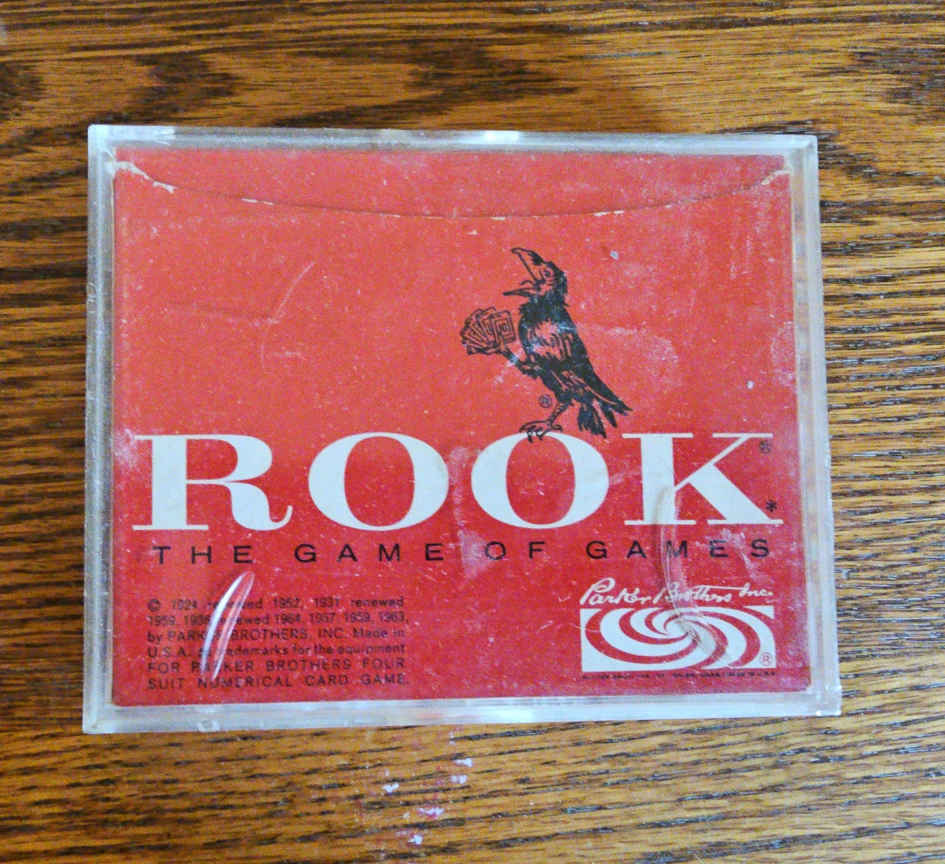 ®
ROOK®
*
THE GAME OF GAMES
© 1924 renewed 1952, 1931 renewed
1959, 1936 renewed 1964, 1957, 1959, 1963,
by PARKER BROTHERS, INC. Made in
U.S.A. *Trademarks for the equipment
FOR PARKER BROTHERS FOUR
SUIT NUMERICAL CARD GAME.
Parker Brothers Inc.
®